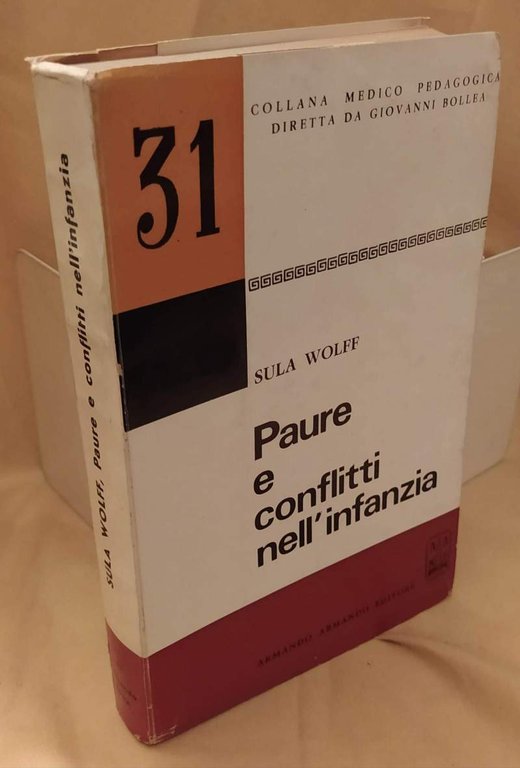 31
COLLANA MEDICO PEDAGOGICA
DIRETTA DA GIOVANNI BOLLEA
SULA WOLFF
Paure
e
conflitti
nell'infanzia
ARMANDO ARMANDO EDITORE
SULA WOLFF, Paure e conflitti nell'infanzia